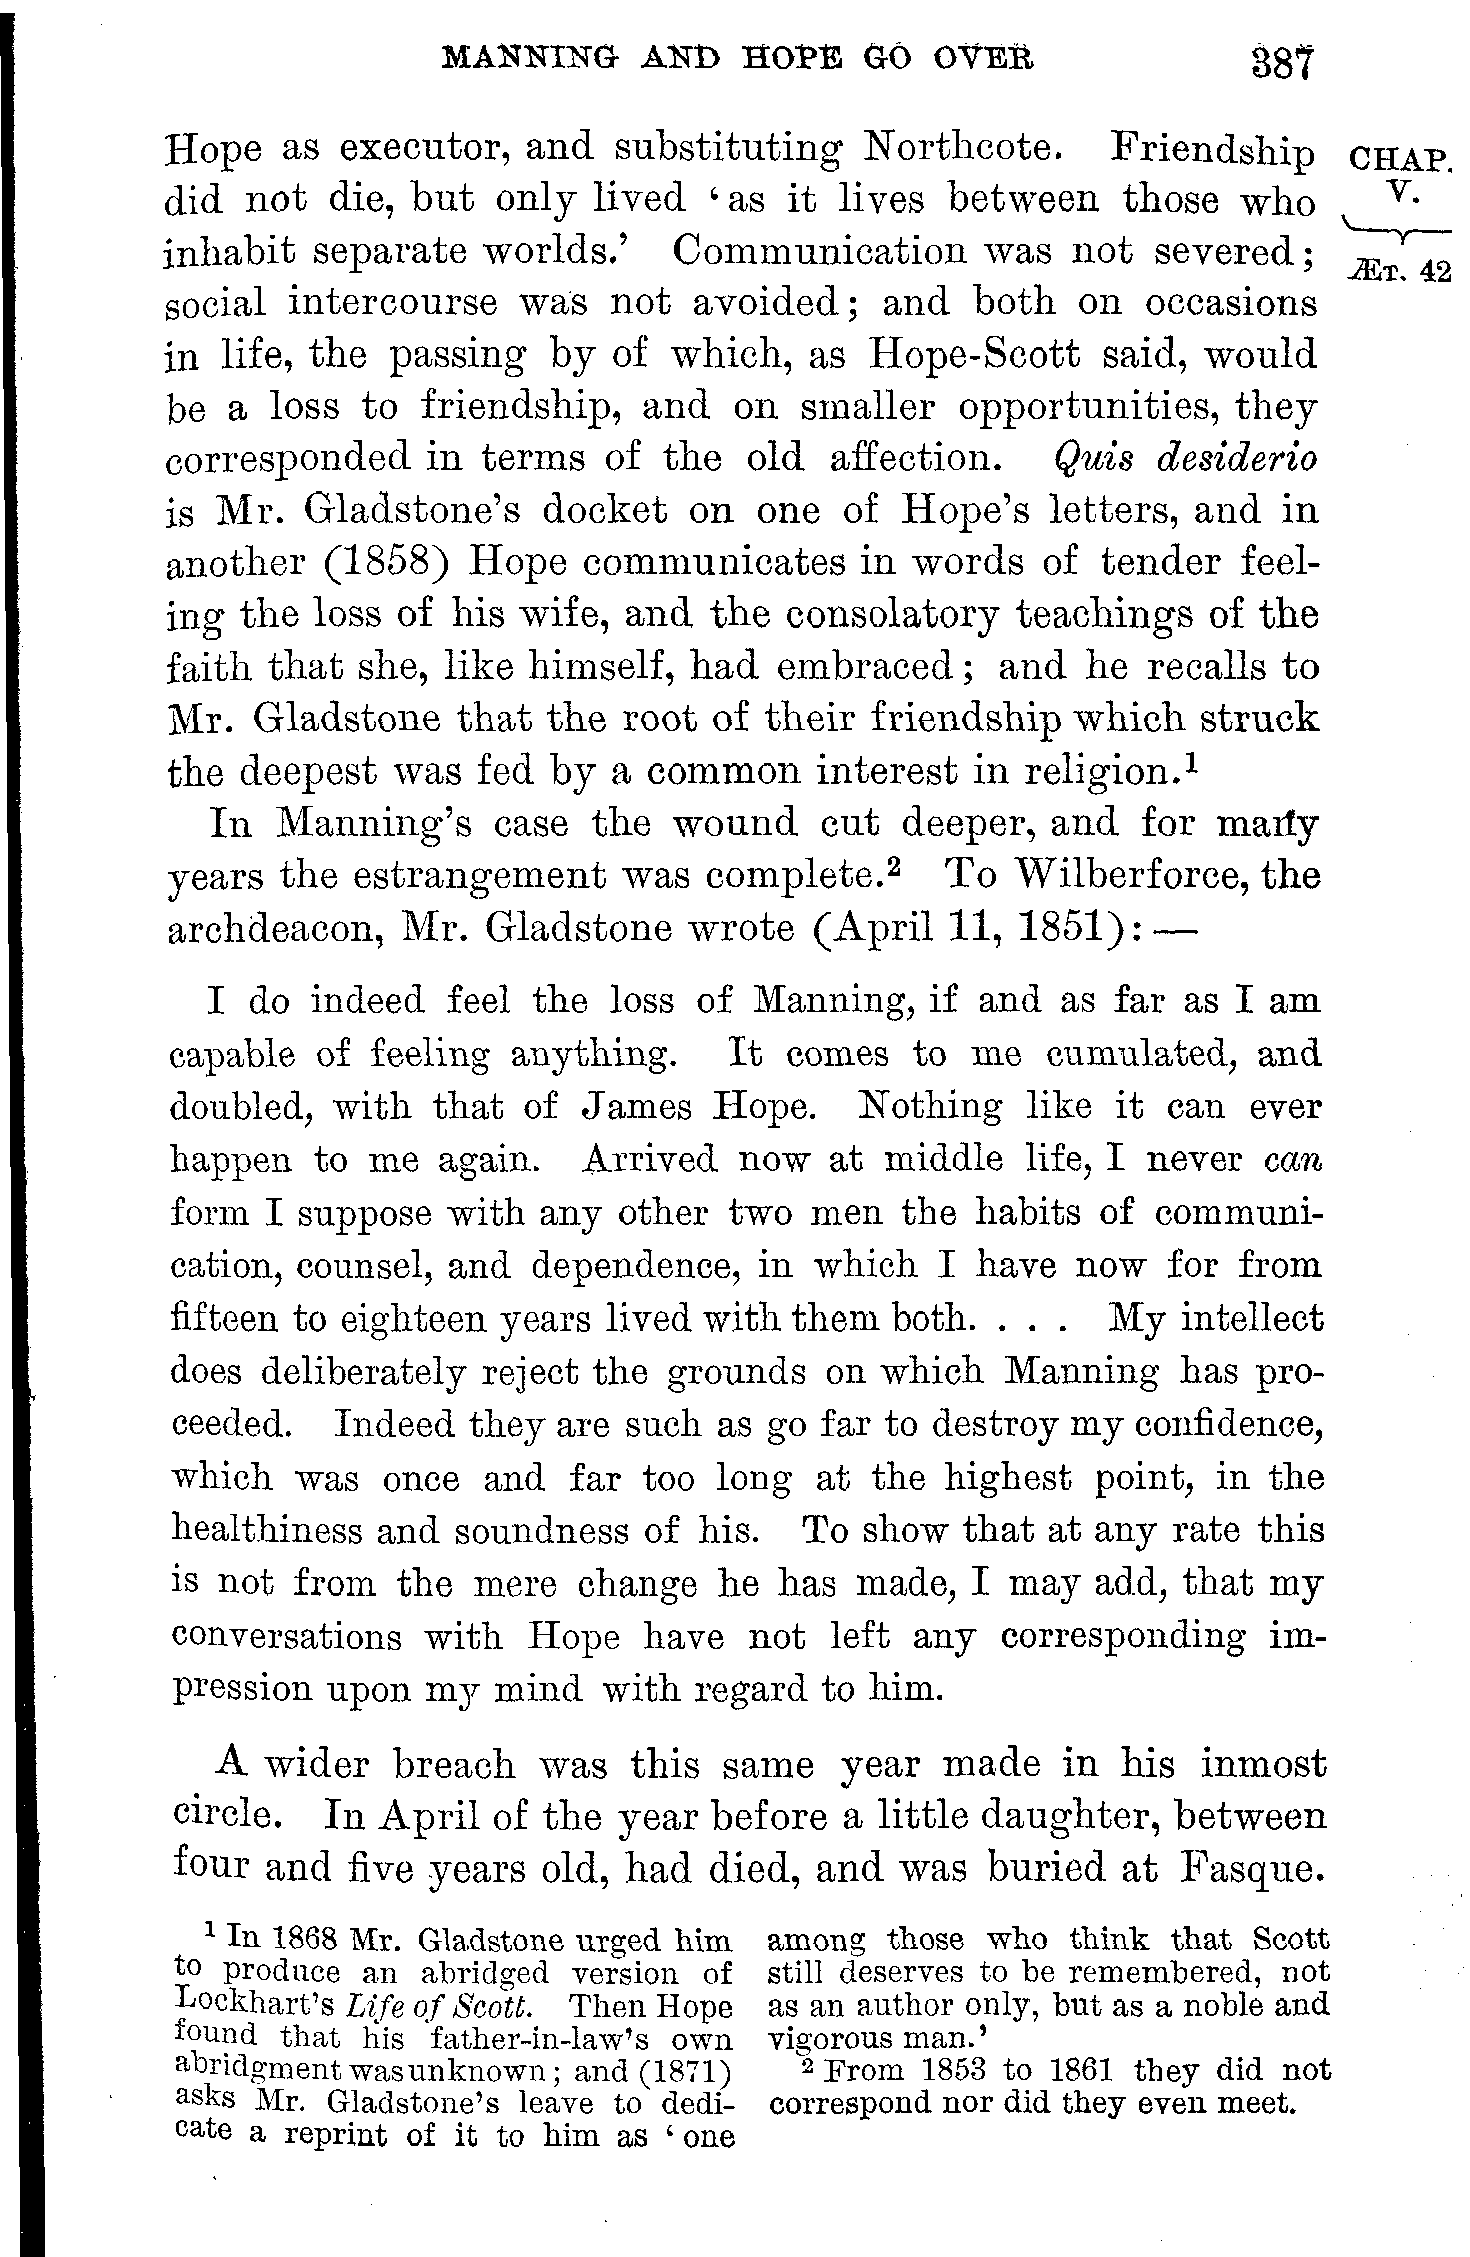 MANNING AND HOPE GO OVER 387
Hope as executor, and substituting Northcote. Friendship
did not die, but only lived ‘as it lives between those who
inhabit separate worlds.’ Communication was not severed;
social intercourse was not avoided; and both on occasions
in life, the passing by of which, as Hope-Scott said, would
be a loss to friendship, and on smaller opportunities, they
corresponded in terms of the old affection. Quis desiderio
is Mr. Gladstone’s docket on one of Hope’s letters, and in
another (1858) Hope communicates in words of tender feel-
ing the loss of his wife, and the consolatory teachings of the
faith that she, like himself, had embraced; and he recalls to
Mr. Gladstone that the root of their friendship which struck
the deepest was fed by a common interest in religion.¹
CHAP.
V.
ÆT. 42
In Manning’s case the wound cut deeper, and for many
years the estrangement was complete.² To Wilberforce, the
archdeacon, Mr. Gladstone wrote (April 11, 1851):—
I do indeed feel the loss of Manning, if and as far as I am
capable of feeling anything. It comes to me cumulated, and
doubled, with that of James Hope. Nothing like it can ever
happen to me again. Arrived now at middle life, I never can
form I suppose with any other two men the habits of communi-
cation, counsel, and dependence, in which I have now for from
fifteen to eighteen years lived with them both. . . . My intellect
does deliberately reject the grounds on which Manning has pro-
ceeded. Indeed they are such as go far to destroy my confidence,
which was once and far too long at the highest point, in the
healthiness and soundness of his. To show that at any rate this
is not from the mere change he has made, I may add, that my
conversations with Hope have not left any corresponding im-
pression upon my mind with regard to him.
A wider breach was this same year made in his inmost
circle. In April of the year before a little daughter, between
four and five years old, had died, and was buried at Fasque.
¹ In 1868 Mr. Gladstone urged him
to produce an abridged version of
Lockhart’s Life of Scott. Then Hope
found that his father-in-law’s own
abridgment was unknown; and (1871)
asks Mr. Gladstone’s leave to dedi-
cate a reprint of it to him as ‘one
among those who think that Scott
still deserves to be remembered, not
as an author only, but as a noble and
vigorous man.’
² From 1853 to 1861 they did not
correspond nor did they even meet.